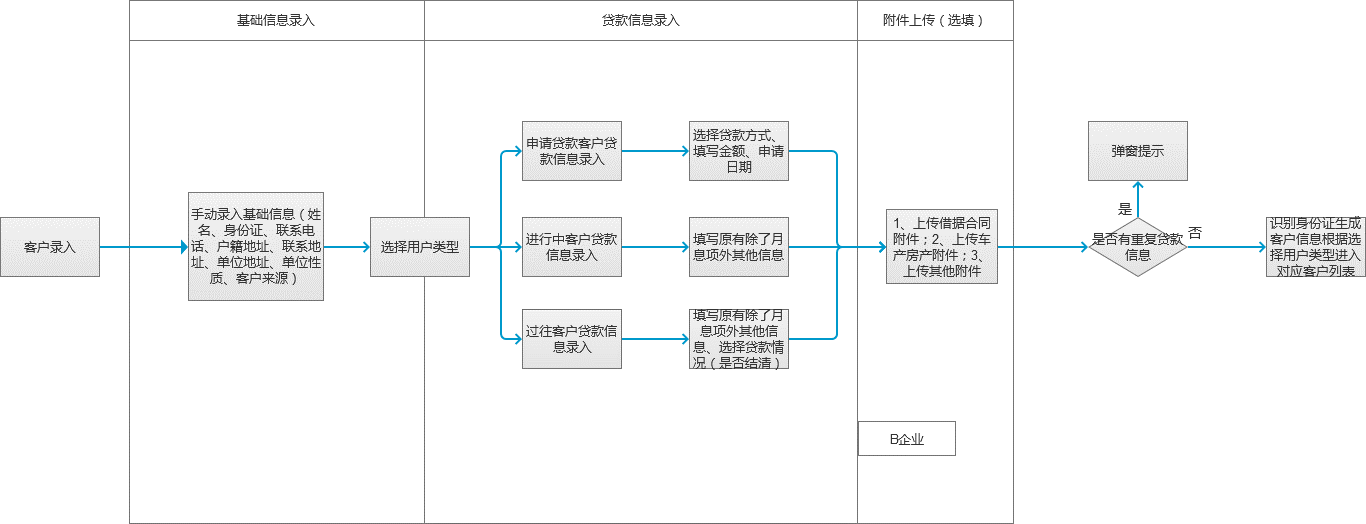 基础信息录入
贷款信息录入
附件上传（选填）
客户录入
手动录入基础信息（姓
名、身份证、联系电
话、户籍地址、联系地
址、单位地址、单位性
质、客户来源）
选择用户类型
申请贷款客户贷
款信息录入
选择贷款方式、
填写金额、申请
日期
进行中客户贷款
信息录入
填写原有除了月
息项外其他信息
过往客户贷款信
息录入
填写原有除了月
息项外其他信
息、选择贷款情
况（是否结清）
1、上传借据合同
附件；2、上传车
产房产附件；3、
上传其他附件
B企业
弹窗提示
是
是否有重复贷款
信息
否
识别身份证生成
客户信息根据选
择用户类型进入
对应客户列表